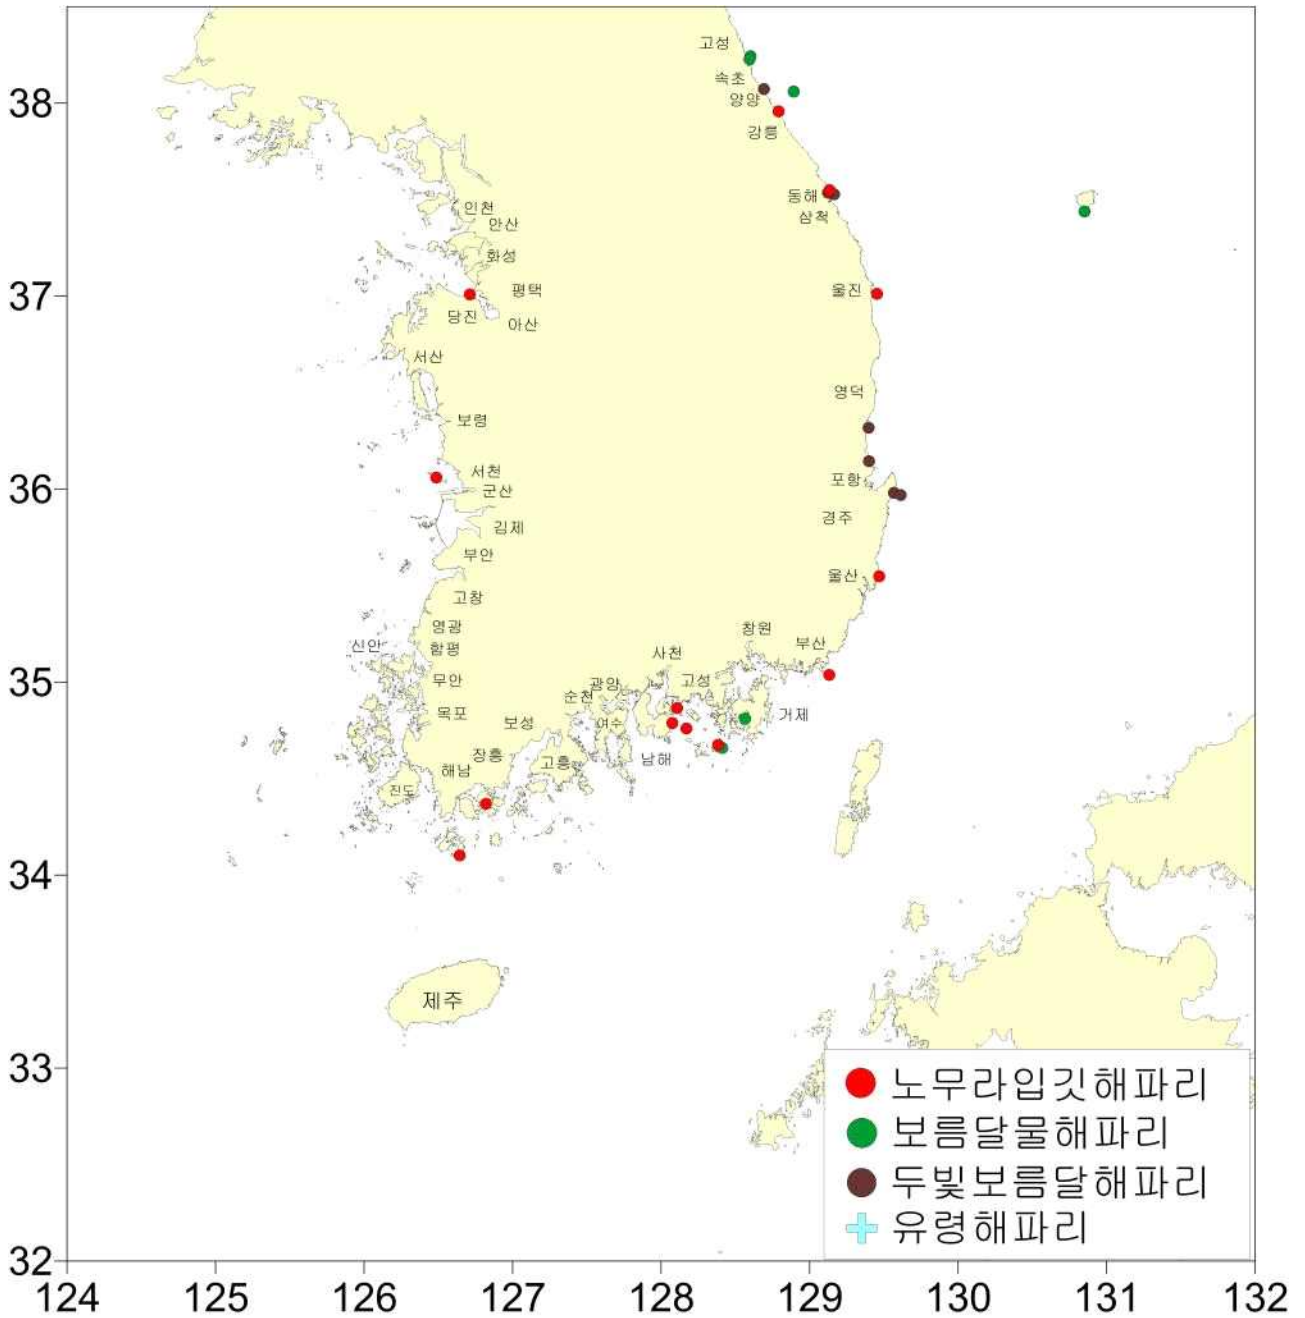 고성
속초
38
양양
강릉
동해
인천
삼척
안산
화성
37
평택
울진
당진
아산
서산
영덕
보령
서천
포항
36
군산
경주
김제
부안
울산
고창
영광
창원
신안
함평
부산
사천
35
무안
고성
광양
순천
목포
거제
보성
여수
장흥
남해
고흥
해남
진도
34
제주
33
노무라입깃해파리
보름달물해파리
두빛보름달해파리
유령해파리
32
124 125 126 127 128 129 130 131 132